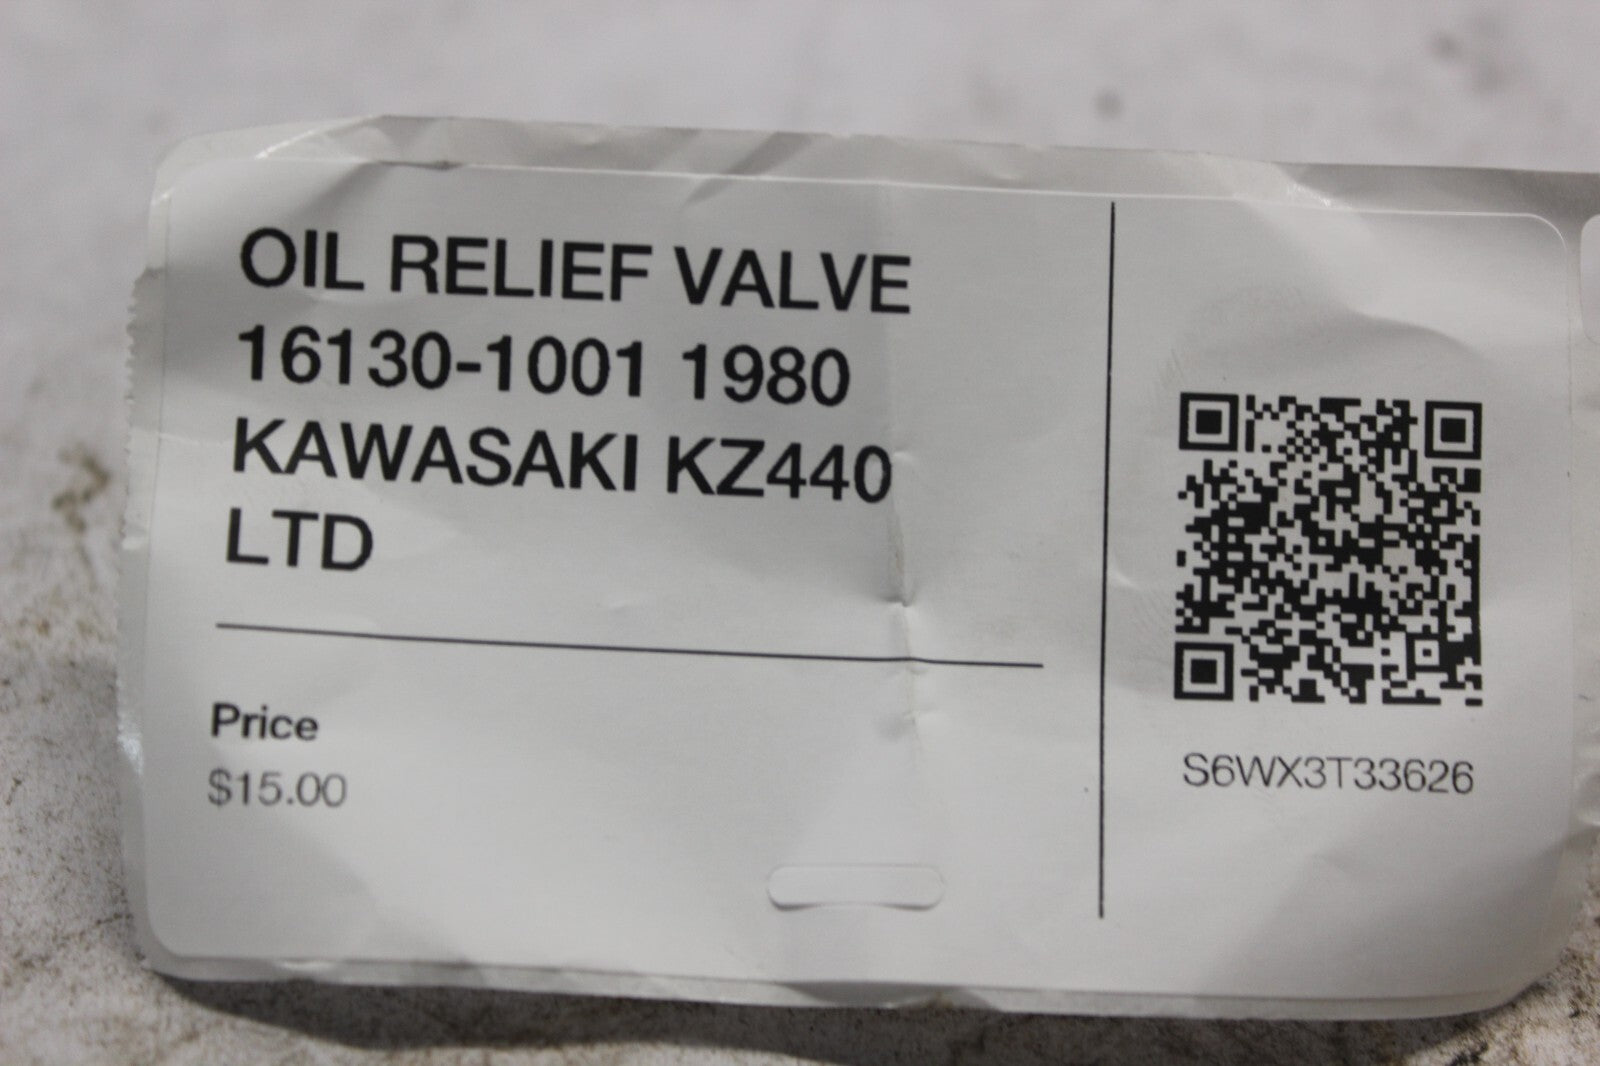 OIL RELIEF VALVE
16130-1001 1980
KAWASAKI KZ440
LTD
Price
$15.00
S6WX3T33626